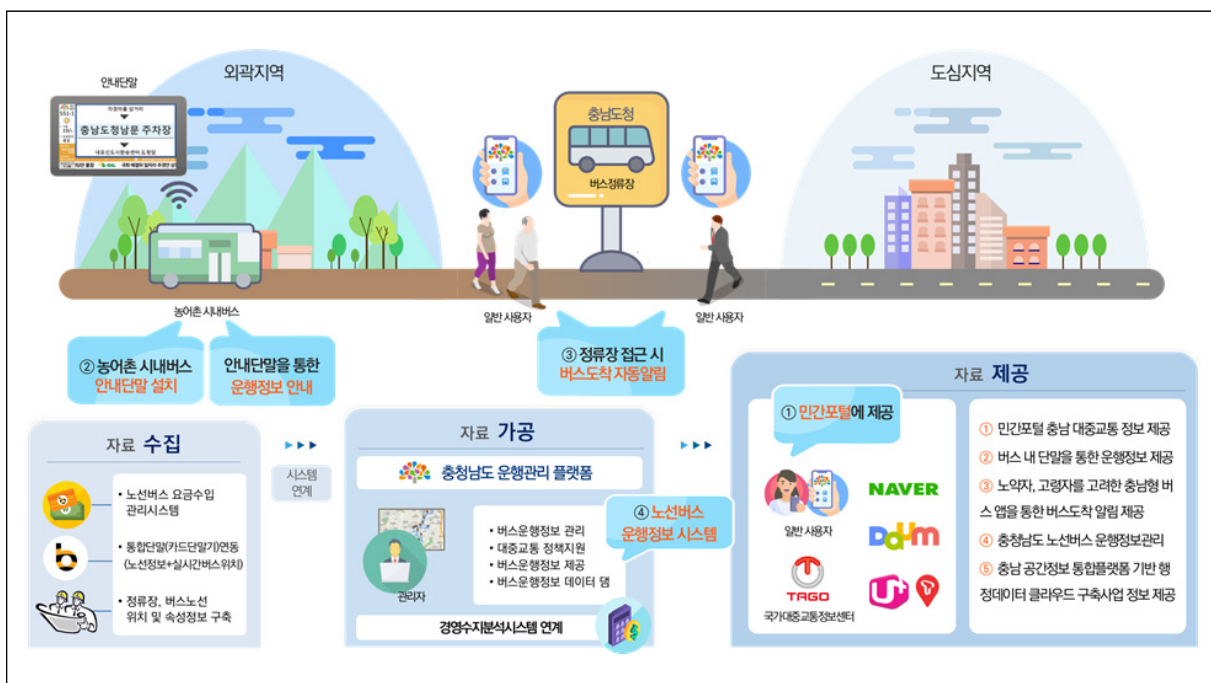 외곽지역
도심지역
안내단말
충남도청남문 주차장
충남도청
버스정류장
농어촌 시내버스
일반 사용자
일반 사용자
② 농어촌 시내버스
안내단말 설치
안내단말을 통한
운행정보 안내
③ 정류장 접근 시
버스도착 자동알림
자료 수집
• 노선버스 요금수입
관리시스템
• 통합단말(카드단말기)연동
(노선정보+실시간버스위치)
• 정류장, 버스노선
위치 및 속성정보 구축
시스템
연계
자료 가공
충청남도 운행관리 플랫폼
관리자
• 버스운행정보 관리
• 대중교통 정책지원
• 버스운행정보 제공
• 버스운행정보 데이터 댐
④ 노선버스
운행정보 시스템
경영수지분석시스템 연계
자료 제공
① 민간포털에 제공
일반 사용자
NAVER
Daum
TAGO
국가대중교통정보센터
U+
① 민간포털 충남 대중교통 정보 제공
② 버스 내 단말을 통한 운행정보 제공
③ 노약자, 고령자를 고려한 충남형 버
스 앱을 통한 버스도착 알림 제공
④ 충청남도 노선버스 운행정보관리
⑤ 충남 공간정보 통합플랫폼 기반 행
정데이터 클라우드 구축사업 정보 제공